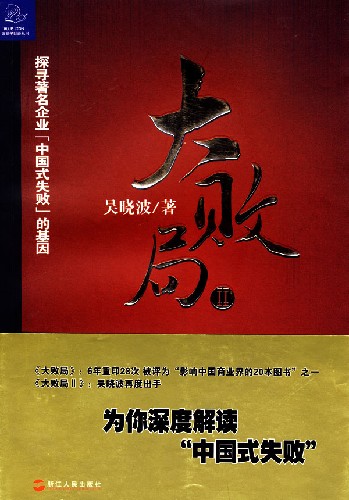 探寻著名企业「中国式失败」的基因
大败局
II
吴晓波/著
《大败局》：6年重印28次 被评为“影响中国商业界的20本图书”之一
《大败局Ⅱ》：吴晓波再度出手
为你深度解读
“中国式失败”
浙江人民出版社